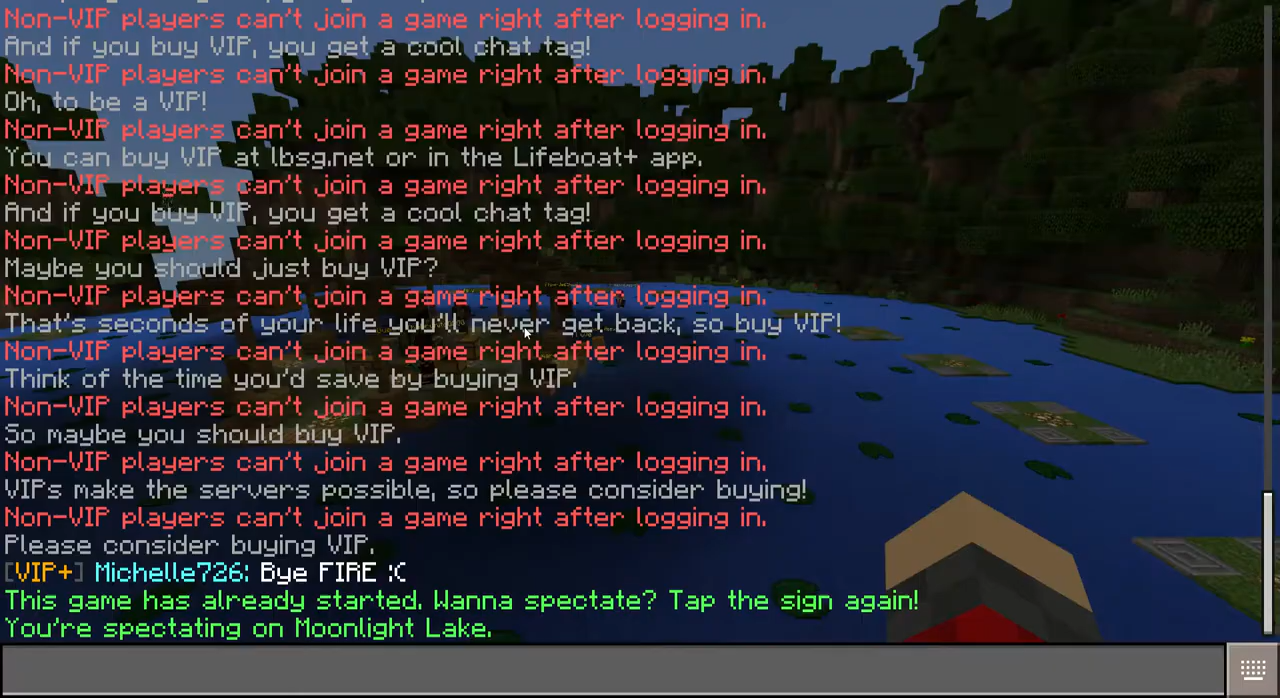 Non-VIP players can't join a game right after logging in.
And if you buy VIP, you get a cool chat tag!
Non-VIP players can't join a game right after logging in.
Oh, to be a VIP!
Non-VIP players can't join a game right after logging in.
You can buy VIP at lbsg.net or in the Lifeboat+ app.
Non-VIP players can't join a game right after logging in.
And if you buy VIP, you get a cool chat tag!
Non-VIP players can't join a game right after logging in.
Maybe you should just buy VIP?
Non-VIP players can't join a game right after logging in.
That's seconds of your life you'll never get back, so buy VIP!
Non-VIP players can't join a game right after logging in.
Think of the time you'd save by buying VIP.
Non-VIP players can't join a game right after logging in.
So maybe you should buy VIP.
Non-VIP players can't join a game right after logging in.
VIPs make the servers possible, so please consider buying!
Non-VIP players can't join a game right after logging in.
Please consider buying VIP.
[VIP+] Michelle726: Bye FIRE :C
This game has already started. Wanna spectate? Tap the sign again!
You're spectating on Moonlight Lake.